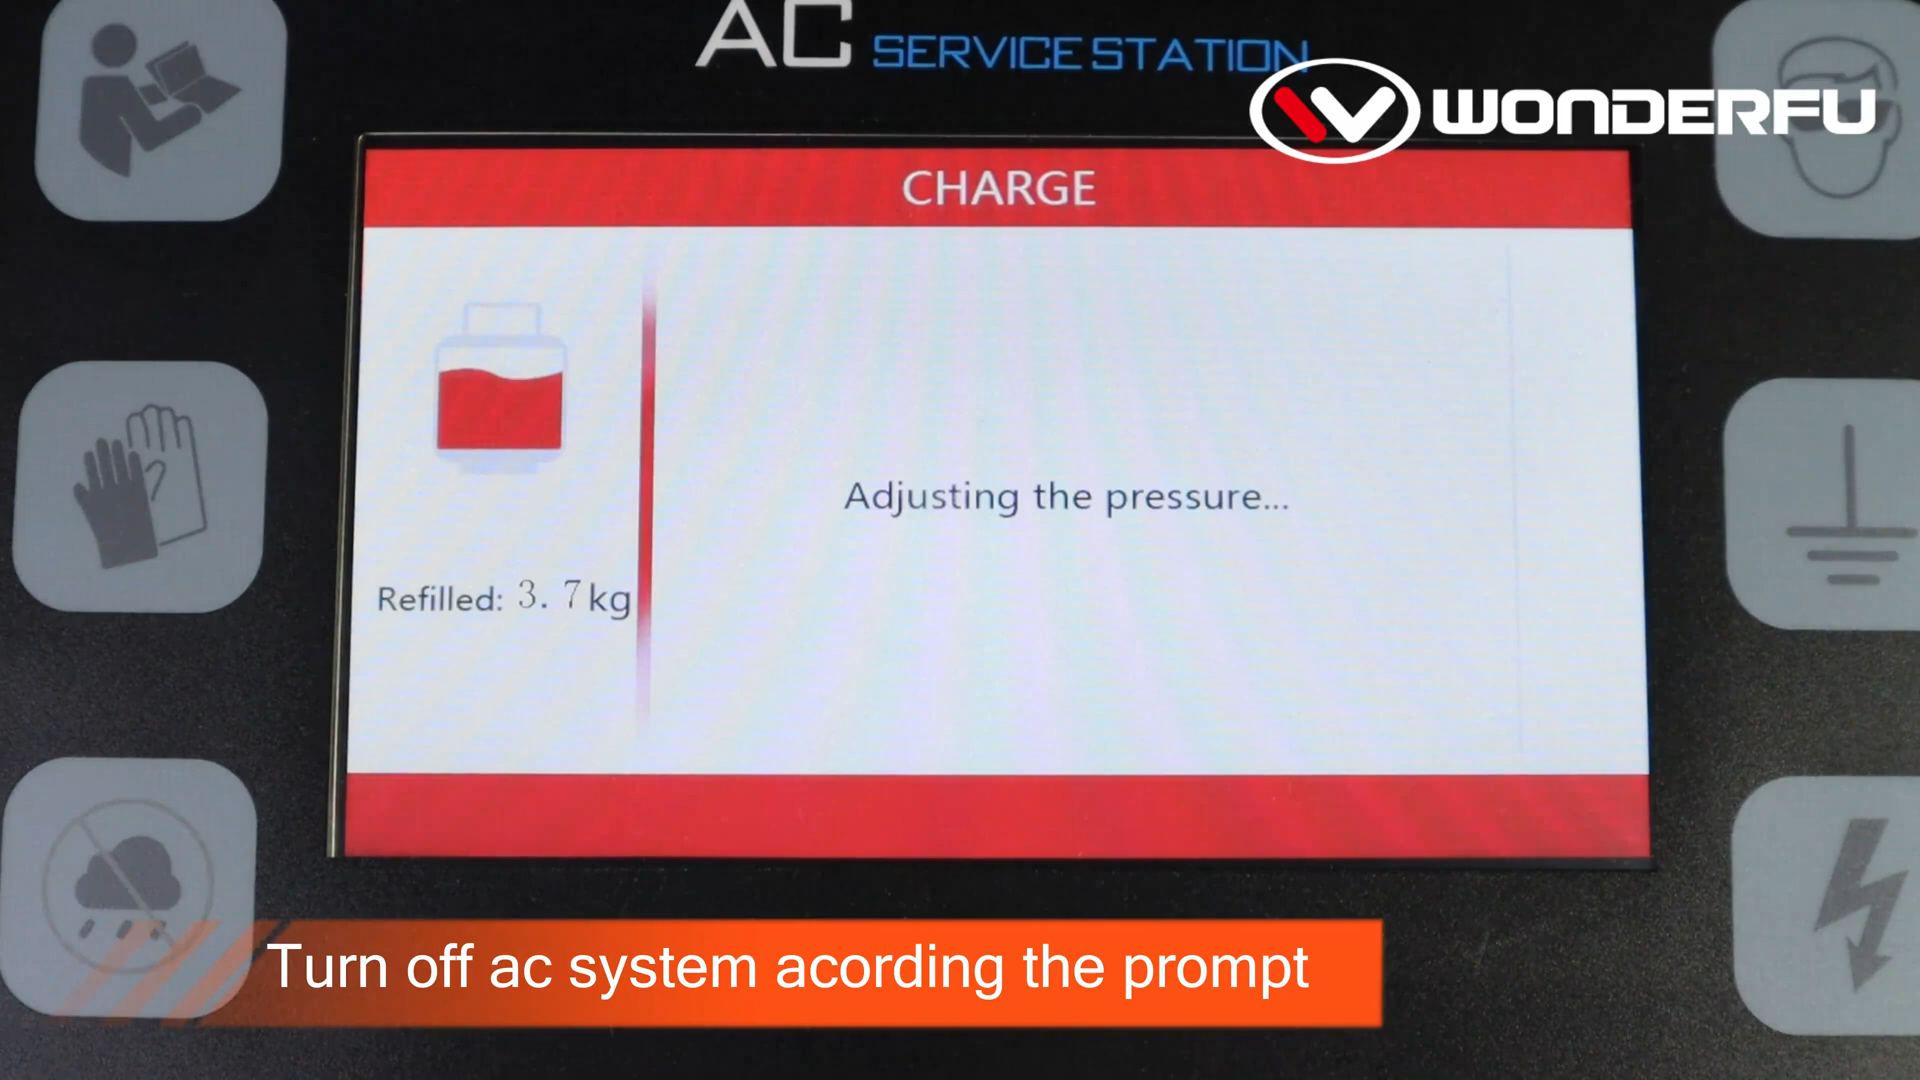 AC SERVICE STATION
WONDERFU
CHARGE
Adjusting the pressure...
Refilled: 3.7kg
Turn off ac system acording the prompt